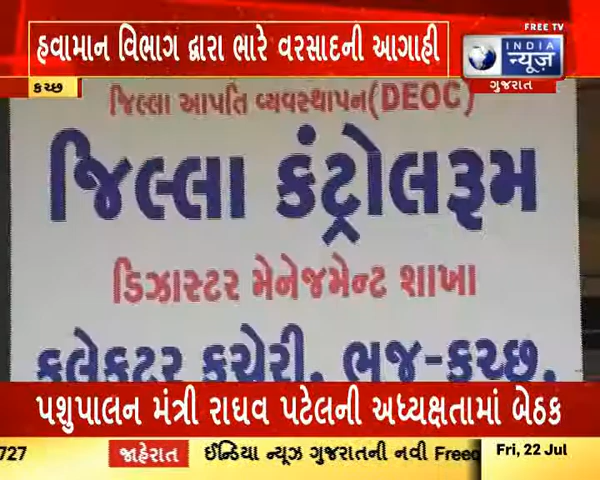 FREE TV
હવામાન વિભાગ દ્વારા ભારે વરસાદની આગાહી
INDIA
न्यूज़
કચ્છ
ગુજરાત
જિલ્લા આપતિ વ્યવસ્થાપન(DEOC)
જિલ્લા કંટ્રોલરૂમ
ડિઝાસ્ટર મેનેજમેન્ટ શાખા
કલેકટર કચેરી, ભુજ-કચ્છ.
પશુપાલન મંત્રી રાઘવ પટેલની અધ્યક્ષતામાં બેઠક
727 જાહેરાત ઈન્ડિયા ન્યૂઝ ગુજરાતની નવી Freeq Fri, 22 Jul